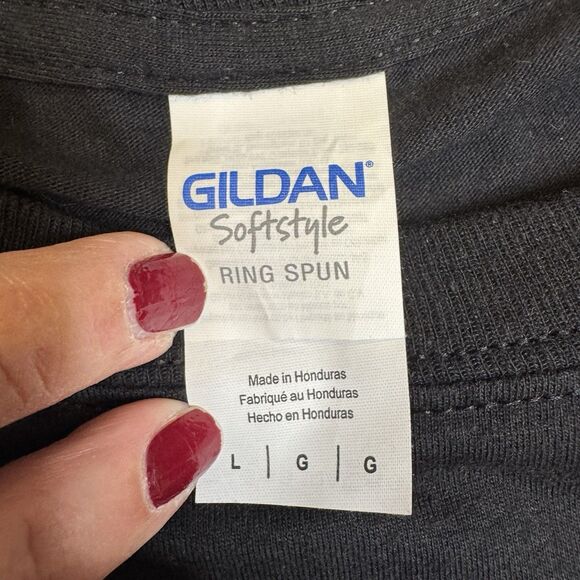 GILDAN®
Softstyle
RING SPUN
Made in Honduras
Fabriqué au Honduras
Hecho en Honduras
L | G | G